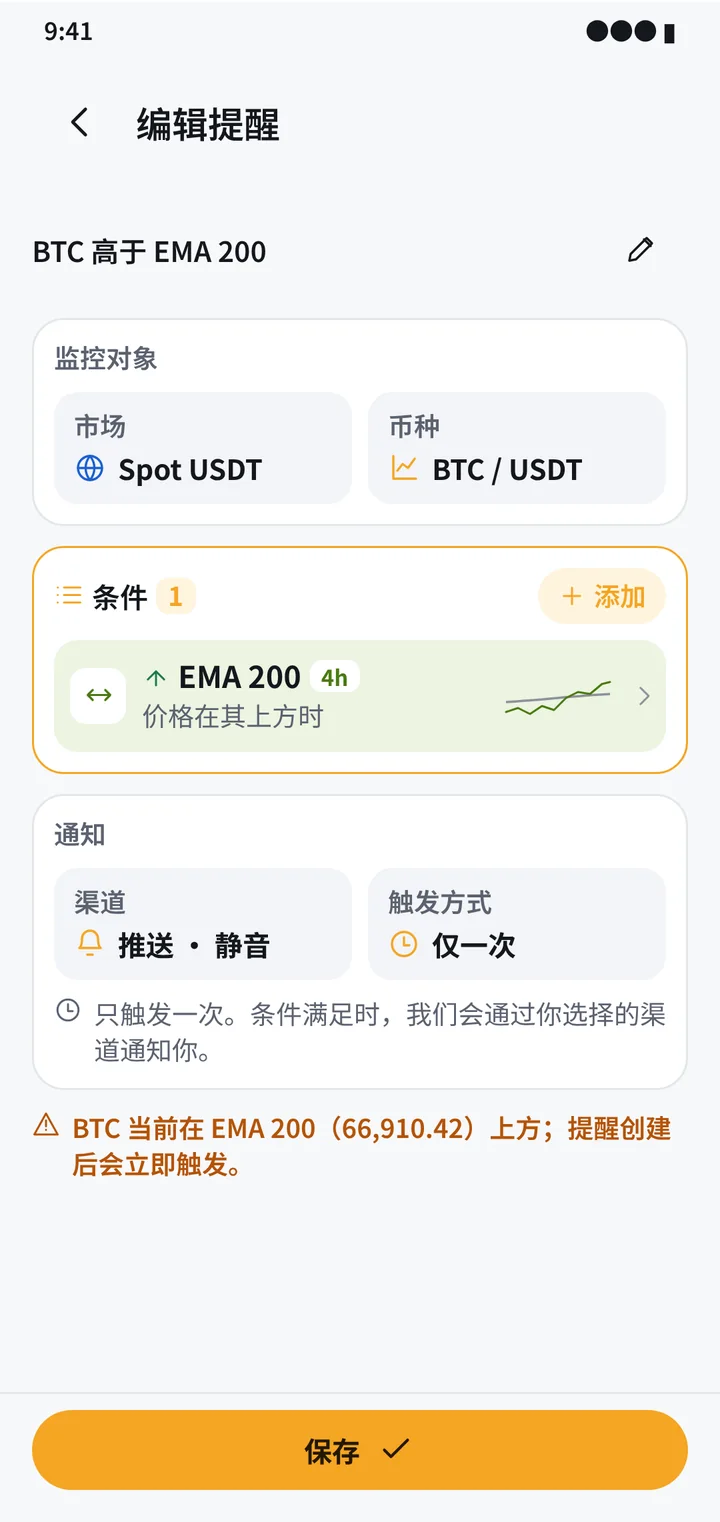 9:41
编辑提醒
BTC 高于 EMA 200
监控对象
市场
Spot USDT
币种
BTC / USDT
条件 1
添加
EMA 200 4h
价格在其上方时
通知
渠道
推送 • 静音
触发方式
仅一次
只触发一次。条件满足时，我们会通过你选择的渠
道通知你。
BTC 当前在 EMA 200（66,910.42）上方；提醒创建
后会立即触发。
保存